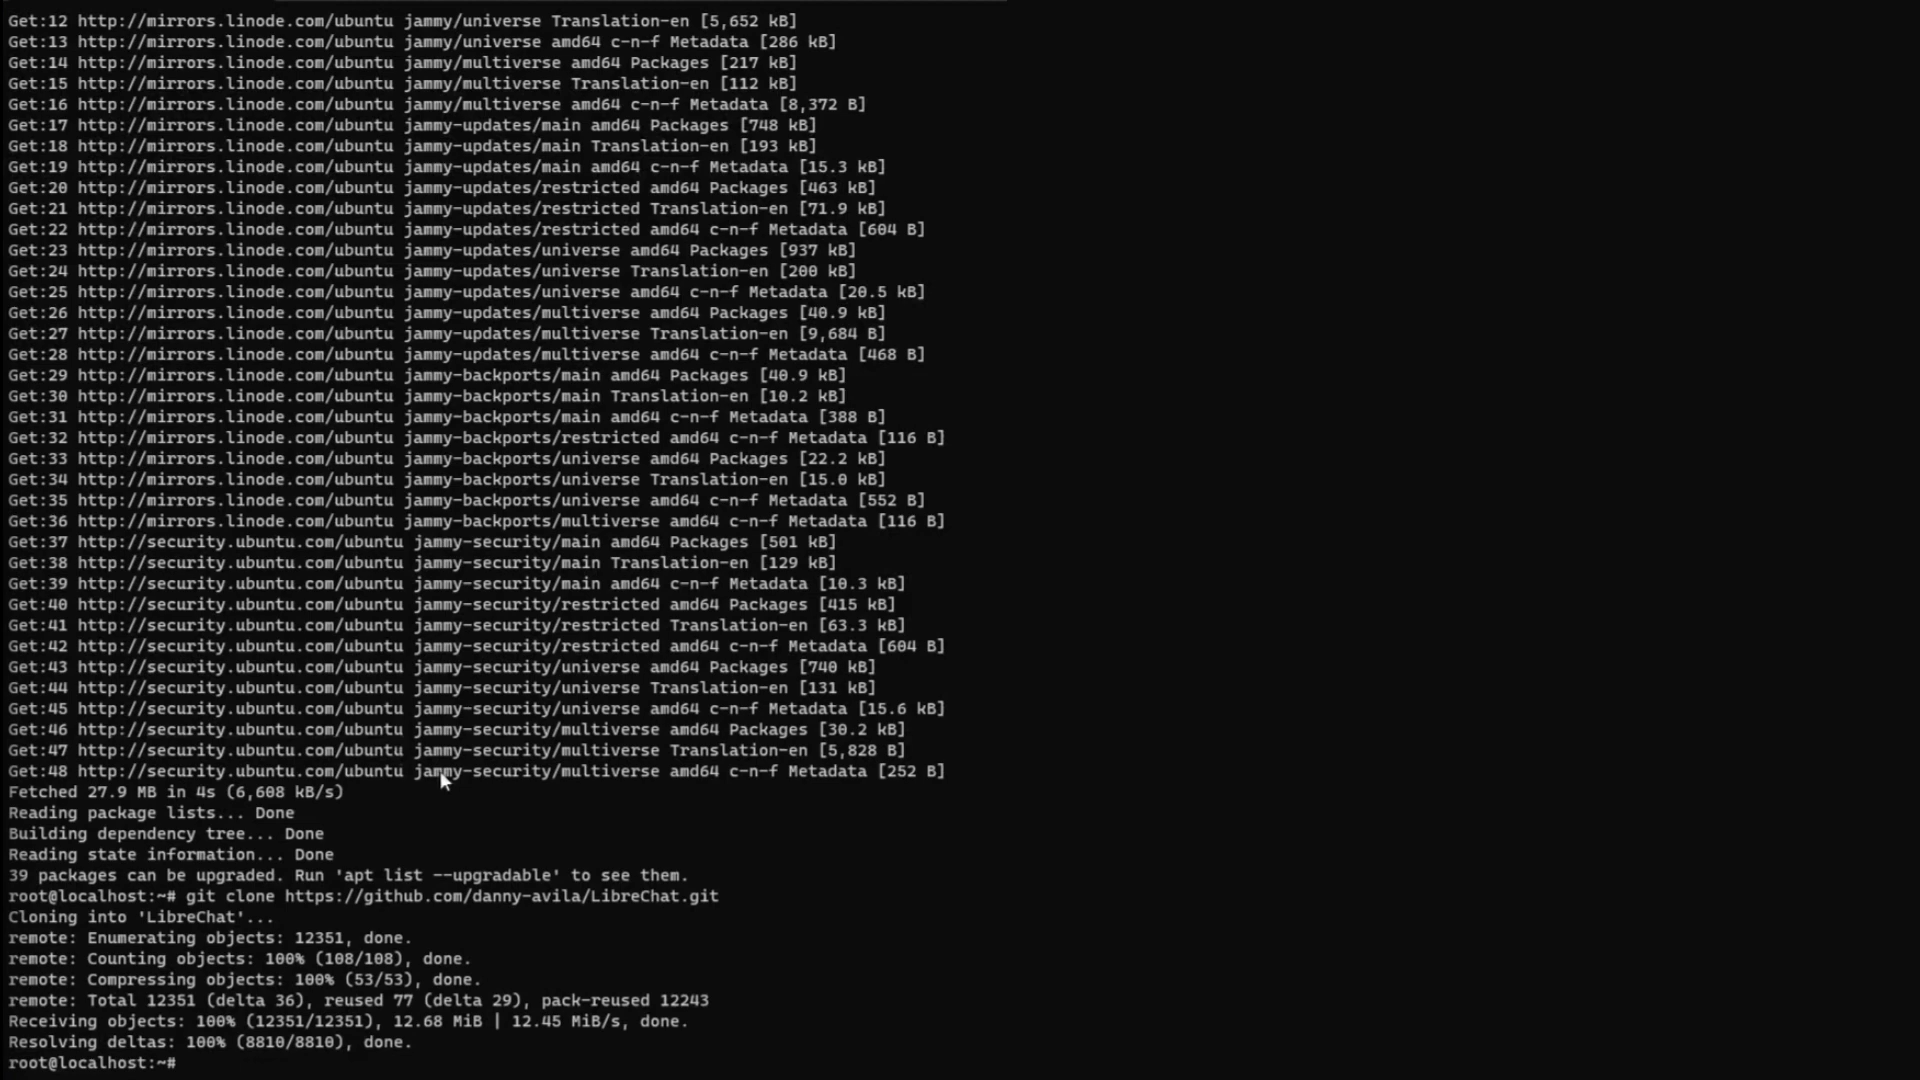 Get:12 http://mirrors.linode.com/ubuntu jammy/universe Translation-en [5,652 kB]
Get:13 http://mirrors.linode.com/ubuntu jammy/universe amd64 c-n-f Metadata [286 kB]
Get:14 http://mirrors.linode.com/ubuntu jammy/multiverse amd64 Packages [217 kB]
Get:15 http://mirrors.linode.com/ubuntu jammy/multiverse Translation-en [112 kB]
Get:16 http://mirrors.linode.com/ubuntu jammy/multiverse amd64 c-n-f Metadata [8,372 B]
Get:17 http://mirrors.linode.com/ubuntu jammy-updates/main amd64 Packages [748 kB]
Get:18 http://mirrors.linode.com/ubuntu jammy-updates/main Translation-en [193 kB]
Get:19 http://mirrors.linode.com/ubuntu jammy-updates/main amd64 c-n-f Metadata [15.3 kB]
Get:20 http://mirrors.linode.com/ubuntu jammy-updates/restricted amd64 Packages [463 kB]
Get:21 http://mirrors.linode.com/ubuntu jammy-updates/restricted Translation-en [71.9 kB]
Get:22 http://mirrors.linode.com/ubuntu jammy-updates/restricted amd64 c-n-f Metadata [604 B]
Get:23 http://mirrors.linode.com/ubuntu jammy-updates/universe amd64 Packages [937 kB]
Get:24 http://mirrors.linode.com/ubuntu jammy-updates/universe Translation-en [200 kB]
Get:25 http://mirrors.linode.com/ubuntu jammy-updates/universe amd64 c-n-f Metadata [20.5 kB]
Get:26 http://mirrors.linode.com/ubuntu jammy-updates/multiverse amd64 Packages [40.9 kB]
Get:27 http://mirrors.linode.com/ubuntu jammy-updates/multiverse Translation-en [9,684 B]
Get:28 http://mirrors.linode.com/ubuntu jammy-updates/multiverse amd64 c-n-f Metadata [468 B]
Get:29 http://mirrors.linode.com/ubuntu jammy-backports/main amd64 Packages [40.9 kB]
Get:30 http://mirrors.linode.com/ubuntu jammy-backports/main Translation-en [10.2 kB]
Get:31 http://mirrors.linode.com/ubuntu jammy-backports/main amd64 c-n-f Metadata [388 B]
Get:32 http://mirrors.linode.com/ubuntu jammy-backports/restricted amd64 c-n-f Metadata [116 B]
Get:33 http://mirrors.linode.com/ubuntu jammy-backports/universe amd64 Packages [22.2 kB]
Get:34 http://mirrors.linode.com/ubuntu jammy-backports/universe Translation-en [15.0 kB]
Get:35 http://mirrors.linode.com/ubuntu jammy-backports/universe amd64 c-n-f Metadata [552 B]
Get:36 http://mirrors.linode.com/ubuntu jammy-backports/multiverse amd64 c-n-f Metadata [116 B]
Get:37 http://security.ubuntu.com/ubuntu jammy-security/main amd64 Packages [501 kB]
Get:38 http://security.ubuntu.com/ubuntu jammy-security/main Translation-en [129 kB]
Get:39 http://security.ubuntu.com/ubuntu jammy-security/main amd64 c-n-f Metadata [10.3 kB]
Get:40 http://security.ubuntu.com/ubuntu jammy-security/restricted amd64 Packages [415 kB]
Get:41 http://security.ubuntu.com/ubuntu jammy-security/restricted Translation-en [63.3 kB]
Get:42 http://security.ubuntu.com/ubuntu jammy-security/restricted amd64 c-n-f Metadata [604 B]
Get:43 http://security.ubuntu.com/ubuntu jammy-security/universe amd64 Packages [740 kB]
Get:44 http://security.ubuntu.com/ubuntu jammy-security/universe Translation-en [131 kB]
Get:45 http://security.ubuntu.com/ubuntu jammy-security/universe amd64 c-n-f Metadata [15.6 kB]
Get:46 http://security.ubuntu.com/ubuntu jammy-security/multiverse amd64 Packages [30.2 kB]
Get:47 http://security.ubuntu.com/ubuntu jammy-security/multiverse Translation-en [5,828 B]
Get:48 http://security.ubuntu.com/ubuntu jammy-security/multiverse amd64 c-n-f Metadata [252 B]
Fetched 27.9 MB in 4s (6,608 kB/s)
Reading package lists... Done
Building dependency tree... Done
Reading state information... Done
39 packages can be upgraded. Run 'apt list --upgradable' to see them.
root@localhost:~# git clone https://github.com/danny-avila/LibreChat.git
Cloning into 'LibreChat'...
remote: Enumerating objects: 12351, done.
remote: Counting objects: 100% (108/108), done.
remote: Compressing objects: 100% (53/53), done.
remote: Total 12351 (delta 36), reused 77 (delta 29), pack-reused 12243
Receiving objects: 100% (12351/12351), 12.68 MiB | 12.45 MiB/s, done.
Resolving deltas: 100% (8810/8810), done.
root@localhost:~#